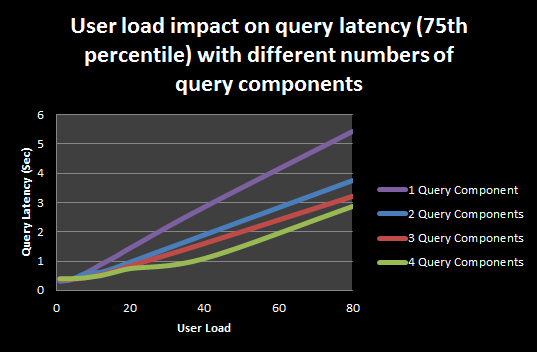 User load impact on query latency (75th
percentile) with different numbers of
query components
6
5
4
3
2
1
0
Query Latency (Sec)
0 20 40 60 80
User Load
1 Query Component
2 Query Components
3 Query Components
4 Query Components